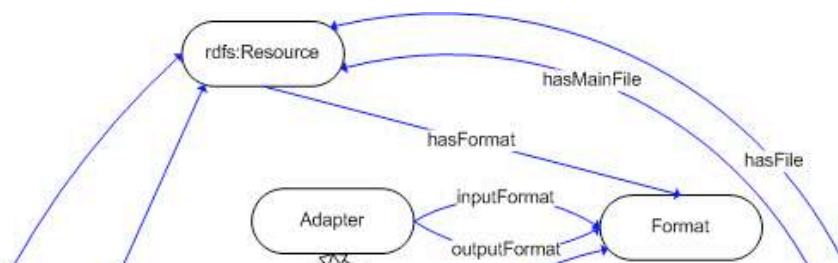 rdfs:Resource
hasMainFile
hasFormat
hasFile
inputFormat
Adapter
Format
outputFormat